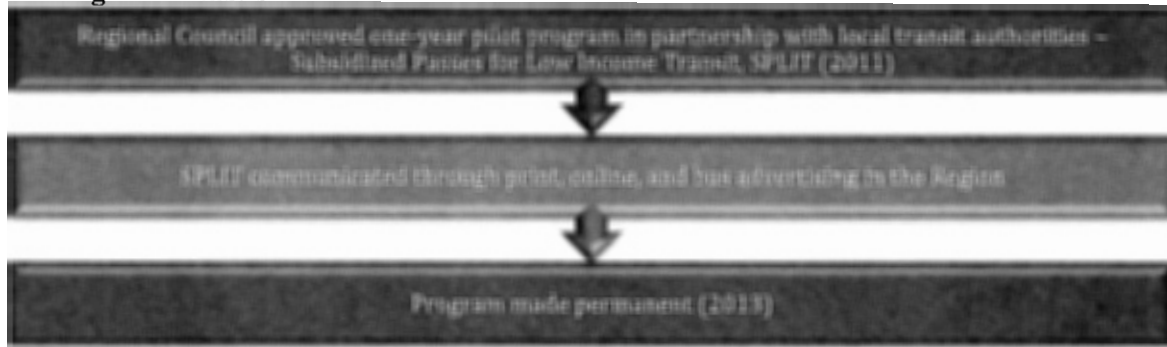 Regional Council approved one-year pilot program in partnership with local transit authorities –
Subsidized Passes for Low Income Transit, SPLIT (2011)
SPLIT communicated through print, online, and bus advertising in the Region
Program made permanent (2013)